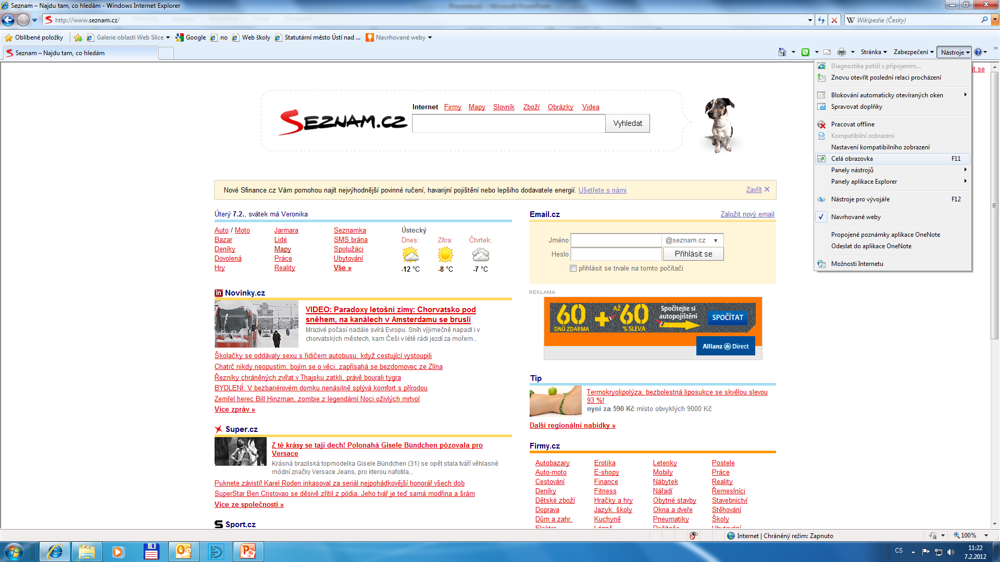 Seznam – Najdu tam, co hledám - Windows Internet Explorer
http://www.seznam.cz/
Wikipedie (Česky)
Oblíbené položky
Galerie oblastí Web Slice
Google
no
Web školy
Statutární město Ústí nad ...
Navrhované weby
Seznam – Najdu tam, co hledám
Stránka
Zabezpečení
Nástroje
Diagnostika potíží s připojením...
Znovu otevřít poslední relaci procházení
Blokování automaticky otevíraných oken
Spravovat doplňky
Pracovat offline
Kompatibilní zobrazení
Nastavení kompatibilního zobrazení
Celá obrazovka F11
Panely nástrojů
Panely aplikace Explorer
Nástroje pro vývojáře F12
Navrhované weby
Propojené poznámky aplikace OneNote
Odeslat do aplikace OneNote
Možnosti Internetu
it se
SEZNAM.CZ
Internet Firmy Mapy Slovník Zboží Obrázky Videa
Vyhledat
Nové Sfinance.cz Vám pomohou najít nejvýhodnější povinné ručení, havarijní pojištění nebo lepšího dodavatele energií. Ušetřete s námi
Zavřít
Úterý 7.2., svátek má Veronika
Auto / Moto Jarmara Seznamka
Bazar Lidé SMS brána
Deníky Mapy Spolužáci
Dovolená Práce Ubytování
Hry Reality Vše »
Ústecký
Dnes: Zítra: Čtvrtek:
-12 °C -8 °C -7 °C
Email.cz
Založit nový email
Jméno @seznam.cz
Heslo Přihlásit se
přihlásit se trvale na tomto počítači
Novinky.cz
VIDEO: Paradoxy letošní zimy: Chorvatsko pod
sněhem, na kanálech v Amsterdamu se bruslí
Mrazivé počasí nadále svírá Evropu. Sníh výjimečně napadl i v
chorvatských městech, kam Češi v létě rádi jezdí za mořem...
Školačky se oddávaly sexu s řidičem autobusu, když cestující vystoupili
Chatrč nikdy neopustím, bojím se o věci, zapřísahá se bezdomovec ze Zlína
Řezníky chráněných zvířat v Thajsku zatkli, právě bourali tygra
BYDLENÍ: V bezbariérovém domku nenásilně splývá komfort s přírodou
Zemřel herec Bill Hinzman, zombie z legendární Noci oživlých mrtvol
Více zpráv »
REKLAMA
60 + AŽ 60
DNŮ ZDARMA % SLEVA
Spočítejte si
autopojištění
SPOČÍTAT
Allianz Direct
Tip
Termokryolipolýza, bezbolestná liposukce se skvělou slevou
93 %!
nyní za 590 Kč místo obvyklých 9000 Kč
Další regionální nabídky »
Super.cz
Z té krásy se tají dech! Polonahá Gisele Bündchen pózovala pro
Versace
Krásná brazilská topmodelka Gisele Bündchen (31) se opět stala tváří věhlasné
módní značky Versace Jeans, pro kterou nafotila...
Puknete závistí! Karel Roden inkasoval za seriál nejpohádkovější honorář všech dob
SuperStar Ben Cristovao se děsivě zřítil z pódia. Jeho tvář je teď samá modřina a šrám
Více ze společnosti »
Sport.cz
Firmy.cz
Autobazary Erotika Letenky Postele
Auto-moto E-shopy Mobily Práce
Cestování Finance Nábytek Reality
Deníky Fitness Nářadí Řemeslníci
Dětské zboží Hračky a hry Obytné stavby Stavebnictví
Doprava Jazyk. školy Okna a dveře Stěhování
Dům a zahr. Kuchyně Pneumatiky Školy
Internet | Chráněný režim: Zapnuto
100%
CS
11:22
7.2.2012